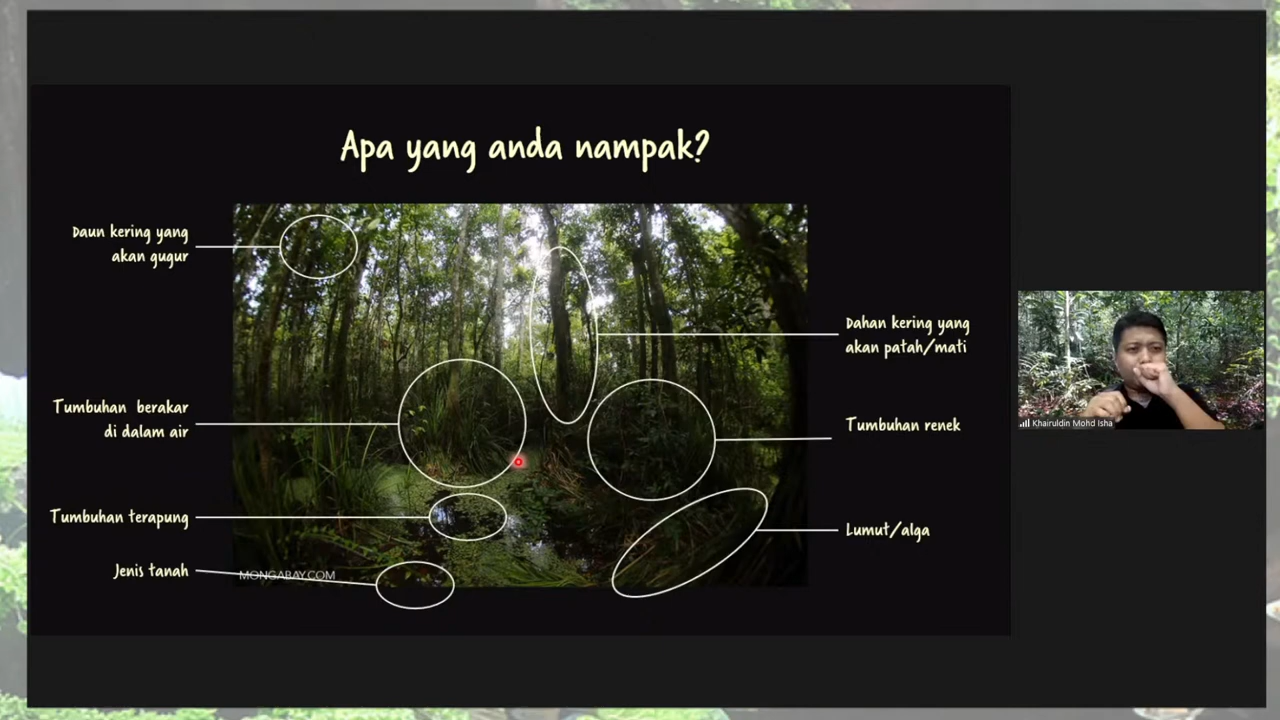 Apa yang anda nampak?
Daun kering yang
akan gugur
Dahan kering yang
akan patah/mati
Tumbuhan berakar
di dalam air
Tumbuhan renek
Tumbuhan terapung
Lumut/alga
Jenis tanah
MONGABAY.COM
Khairuldin Mohd Isha